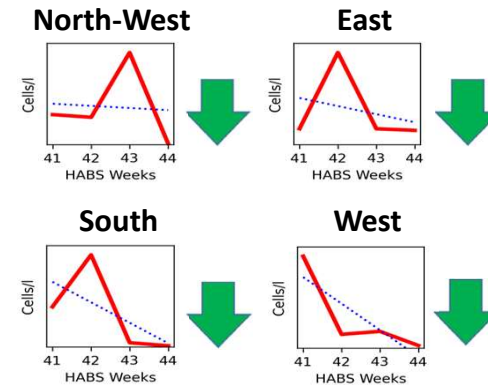 North-West
Cells/l
41 42 43 44
HABS Weeks
East
Cells/l
41 42 43 44
HABS Weeks
South
Cells/l
41 42 43 44
HABS Weeks
West
Cells/l
41 42 43 44
HABS Weeks